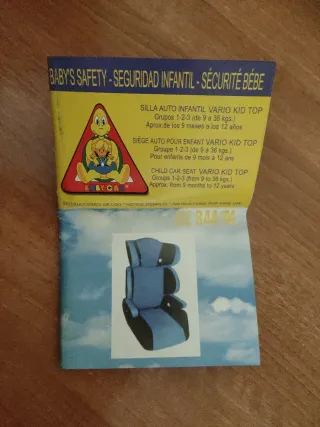 BABY'S SAFETY - SEGURIDAD INFANTIL - SÉCURITÉ BÉBE
SILLA AUTO INFANTIL VARIO KID TOP
Grupos 1-2-3 (de 9 a 36 kgs.)
Aprox.de los 9 meses a los 12 años
SIÈGE AUTO POUR ENFANT VARIO KID TOP
Groupe 1-2-3 (de 9 a 36 kgs.)
Pour enfants de 9 mois à 12 ans
CHILD CAR SEAT VARIO KID TOP
Groups 1-2-3 (from 9 to 36 kgs.)
Approx. from 9 months to 12 years